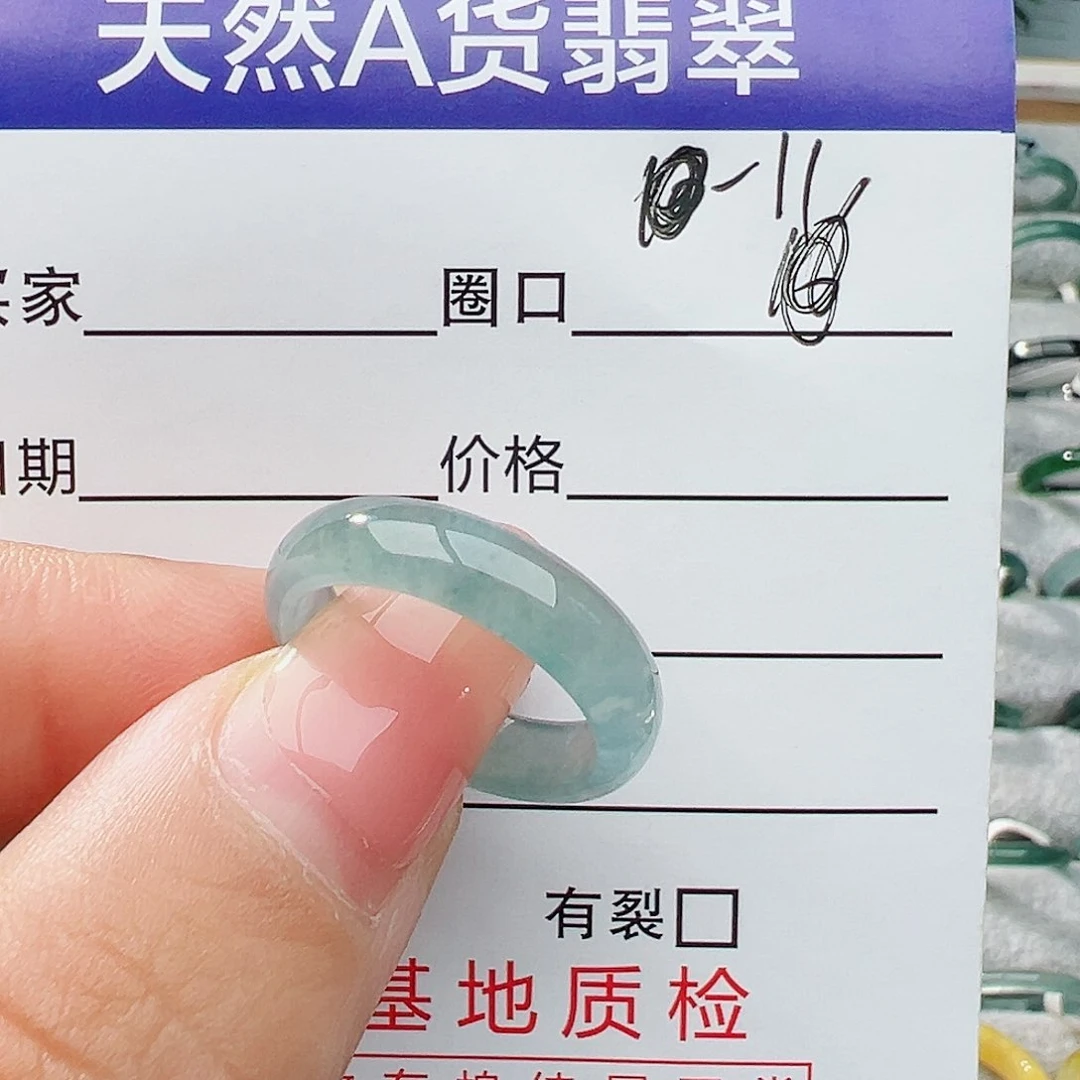 天然A货翡翠
家 圈口
期 价格
有裂
基地质检